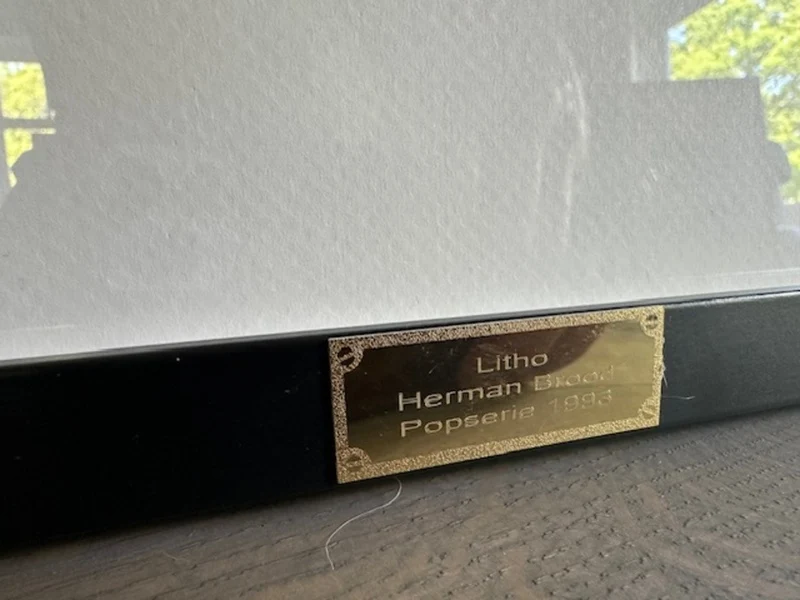 Litho
Herman Brood
Popserie 1993